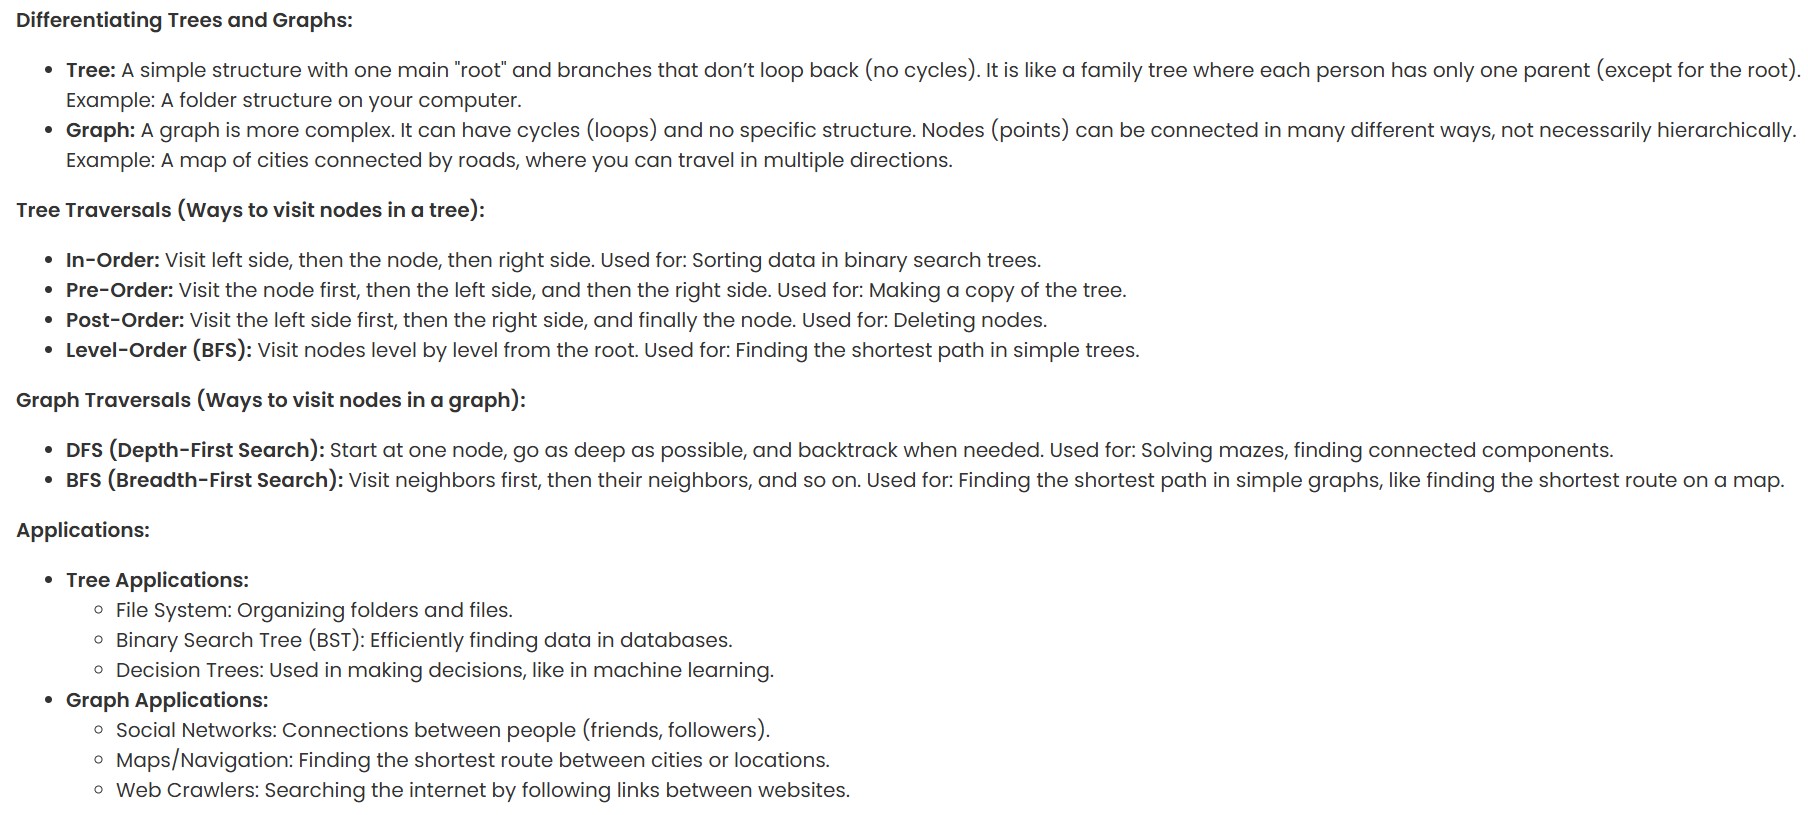 Differentiating Trees and Graphs:
• Tree: A simple structure with one main "root" and branches that don’t loop back (no cycles). It is like a family tree where each person has only one parent (except for the root).
Example: A folder structure on your computer.
• Graph: A graph is more complex. It can have cycles (loops) and no specific structure. Nodes (points) can be connected in many different ways, not necessarily hierarchically.
Example: A map of cities connected by roads, where you can travel in multiple directions.
Tree Traversals (Ways to visit nodes in a tree):
• In-Order: Visit left side, then the node, then right side. Used for: Sorting data in binary search trees.
• Pre-Order: Visit the node first, then the left side, and then the right side. Used for: Making a copy of the tree.
• Post-Order: Visit the left side first, then the right side, and finally the node. Used for: Deleting nodes.
• Level-Order (BFS): Visit nodes level by level from the root. Used for: Finding the shortest path in simple trees.
Graph Traversals (Ways to visit nodes in a graph):
• DFS (Depth-First Search): Start at one node, go as deep as possible, and backtrack when needed. Used for: Solving mazes, finding connected components.
• BFS (Breadth-First Search): Visit neighbors first, then their neighbors, and so on. Used for: Finding the shortest path in simple graphs, like finding the shortest route on a map.
Applications:
• Tree Applications:
◦ File System: Organizing folders and files.
◦ Binary Search Tree (BST): Efficiently finding data in databases.
◦ Decision Trees: Used in making decisions, like in machine learning.
• Graph Applications:
◦ Social Networks: Connections between people (friends, followers).
◦ Maps/Navigation: Finding the shortest route between cities or locations.
◦ Web Crawlers: Searching the internet by following links between websites.